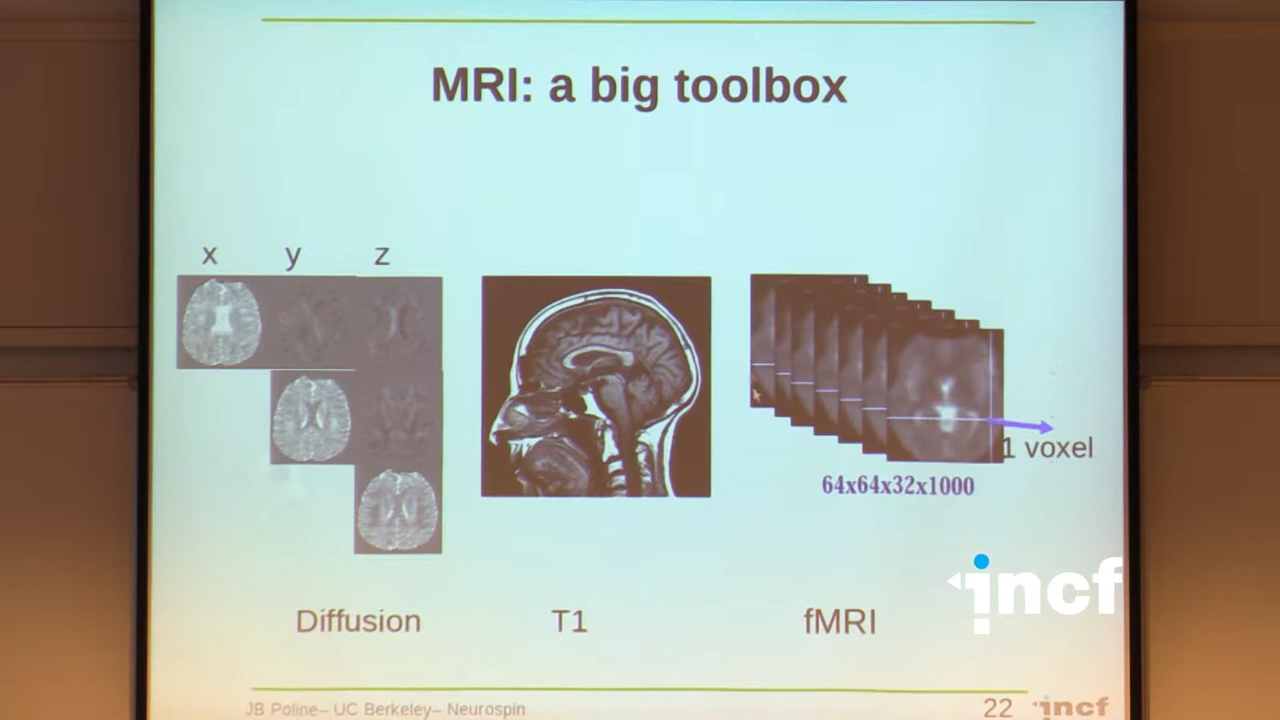 MRI: a big toolbox
x y z
1 voxel
64x64x32x1000
incf
Diffusion T1 fMRI
JB Poline– UC Berkeley– Neurospin 22 incf